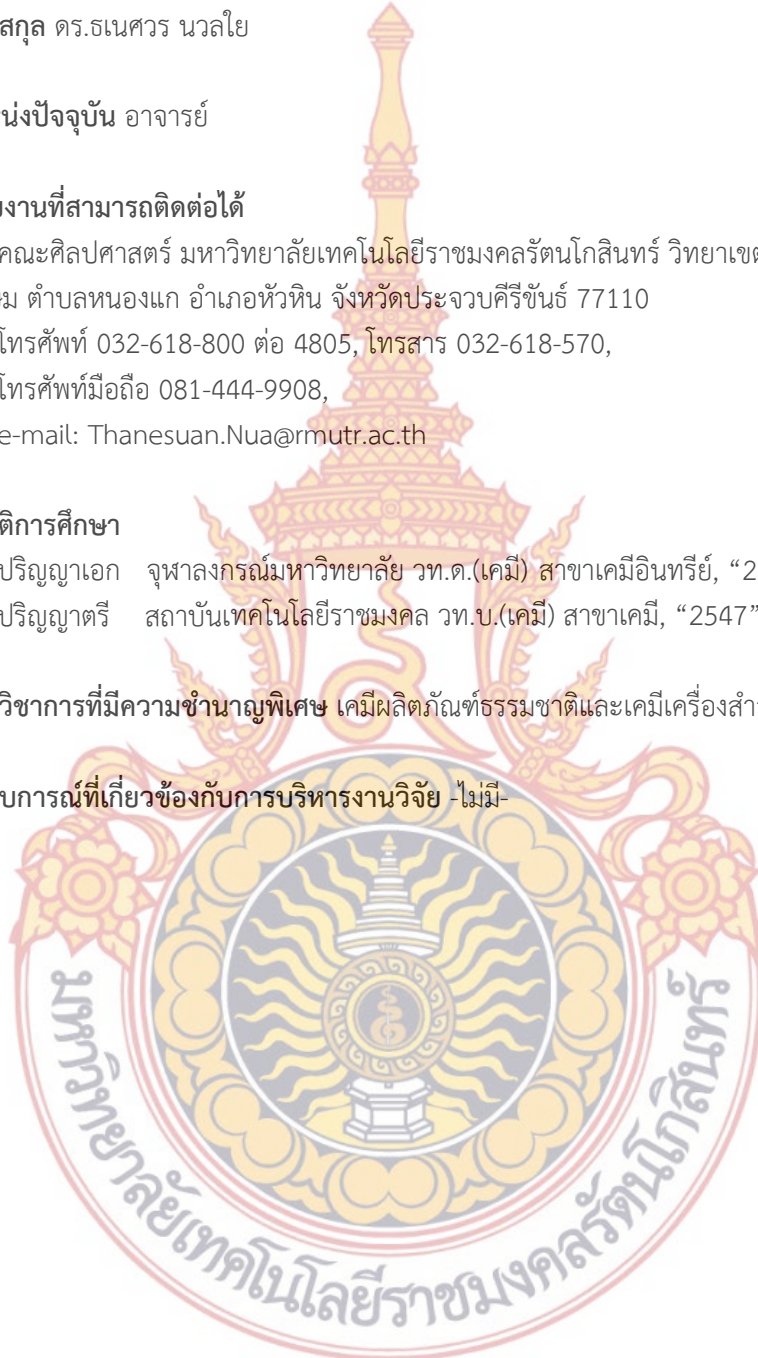 สกุล ดร.ธเนศวร นวลใย
น่งปัจจุบัน อาจารย์
งานที่สามารถติดต่อได้
คณะศิลปศาสตร์ มหาวิทยาลัยเทคโนโลยีราชมงคลรัตนโกสินทร์ วิทยาเขต
ม ตำบลหนองแก อำเภอหัวหิน จังหวัดประจวบคีรีขันธ์ 77110
โทรศัพท์ 032-618-800 ต่อ 4805, โทรสาร 032-618-570,
โทรศัพท์มือถือ 081-444-9908,
e-mail: Thanesuan.Nua@rmutr.ac.th
ติการศึกษา
ปริญญาเอก จุฬาลงกรณ์มหาวิทยาลัย วท.ด.(เคมี) สาขาเคมีอินทรีย์, “2
ปริญญาตรี สถาบันเทคโนโลยีราชมงคล วท.บ.(เคมี) สาขาเคมี, “2547”
วิชาการที่มีความชำนาญพิเศษ เคมีผลิตภัณฑ์ธรรมชาติและเคมีเครื่องสำ
บการณ์ที่เกี่ยวข้องกับการบริหารงานวิจัย -ไม่มี-
มหาวิทยาลัยเทคโนโลยีราชมงคลรัตนโกสินทร์